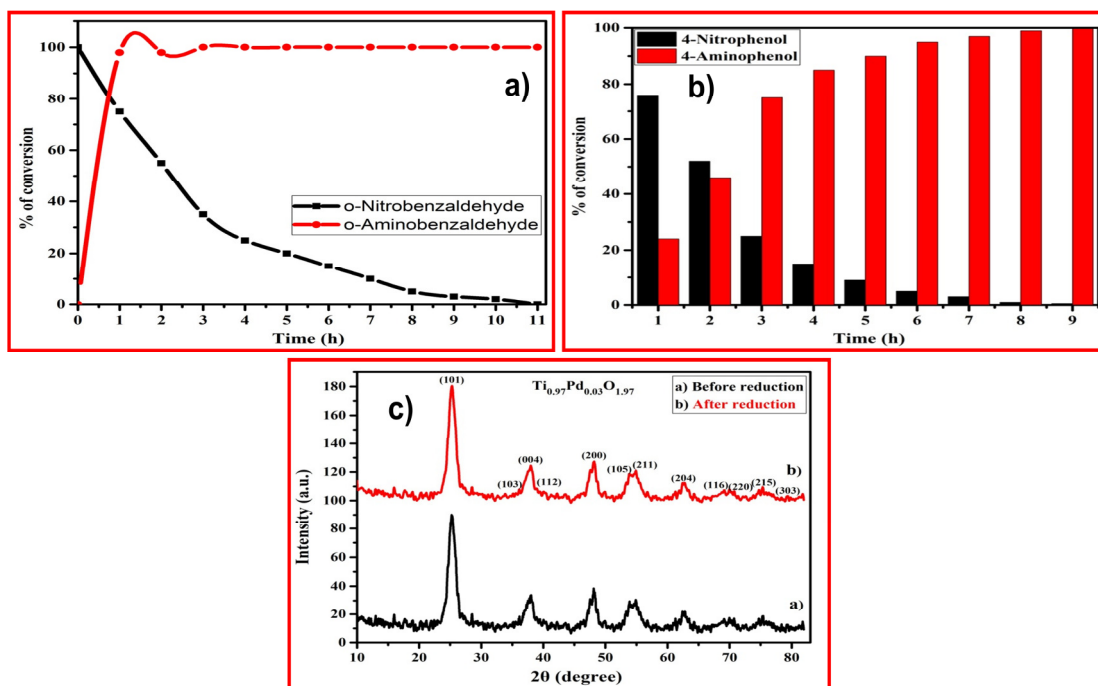 a)
% of conversion
100
80
60
40
20
0
o-Nitrobenzaldehyde
o-Aminobenzaldehyde
0 1 2 3 4 5 6 7 8 9 10 11
Time (h)
b)
4-Nitrophenol
4-Aminophenol
% of conversion
100
80
60
40
20
0
1 2 3 4 5 6 7 8 9
Time (h)
c)
Ti0.97Pd0.03O1.97
a) Before reduction
b) After reduction
Intensity (a.u.)
180
160
140
120
100
80
60
40
20
0
(101)
(103)
(004)
(112)
(200)
(105)
(211)
(204)
(116)
(220)
(215)
(303)
b)
a)
10 20 30 40 50 60 70 80
2θ (degree)